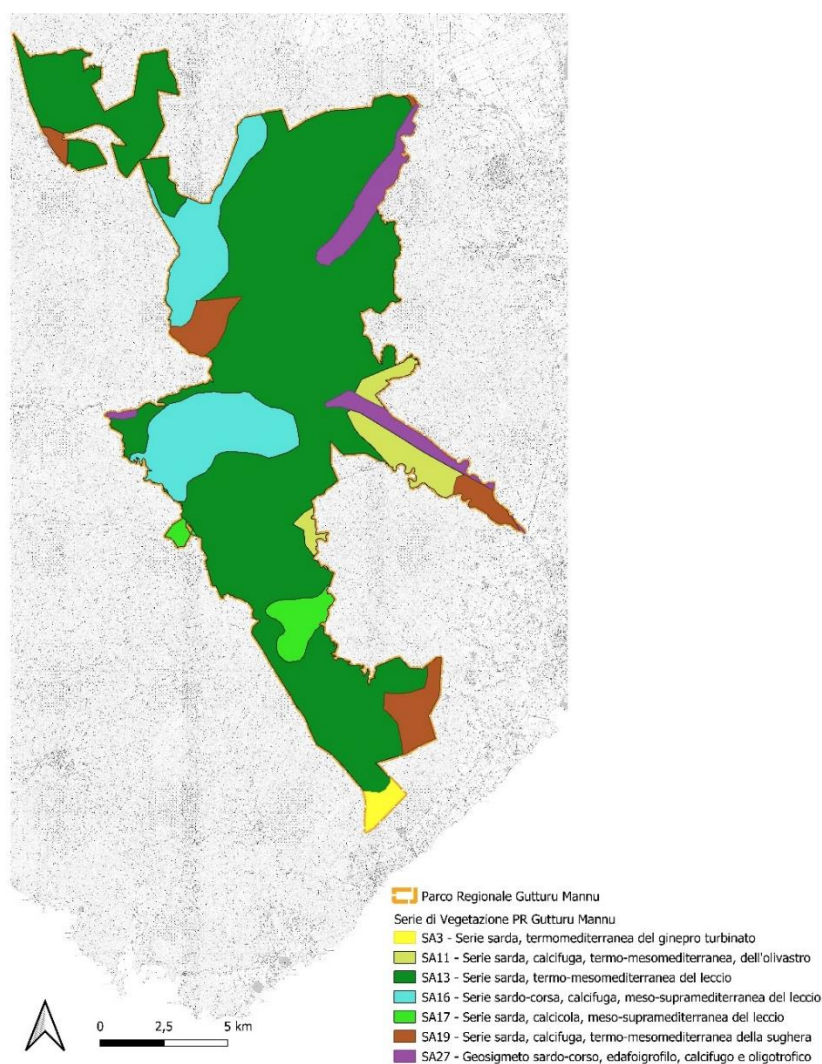 Parco Regionale Gutturu Mannu
Serie di Vegetazione PR Gutturu Mannu
SA3 - Serie sarda, termomediterranea del ginepro turbinato
SA11 - Serie sarda, calcifuga, termo-mesomediterranea, dell'olivastro
SA13 - Serie sarda, termo-mesomediterranea del leccio
SA16 - Serie sardo-corsa, calcifuga, meso-supramediterranea del leccio
SA17 - Serie sarda, calcicola, meso-supramediterranea del leccio
SA19 - Serie sarda, calcifuga, termo-mesomediterranea della sughera
SA27 - Geosigmeto sardo-corso, edafoigrofilo, calcifugo e oligotrofico
0 2,5 5 km